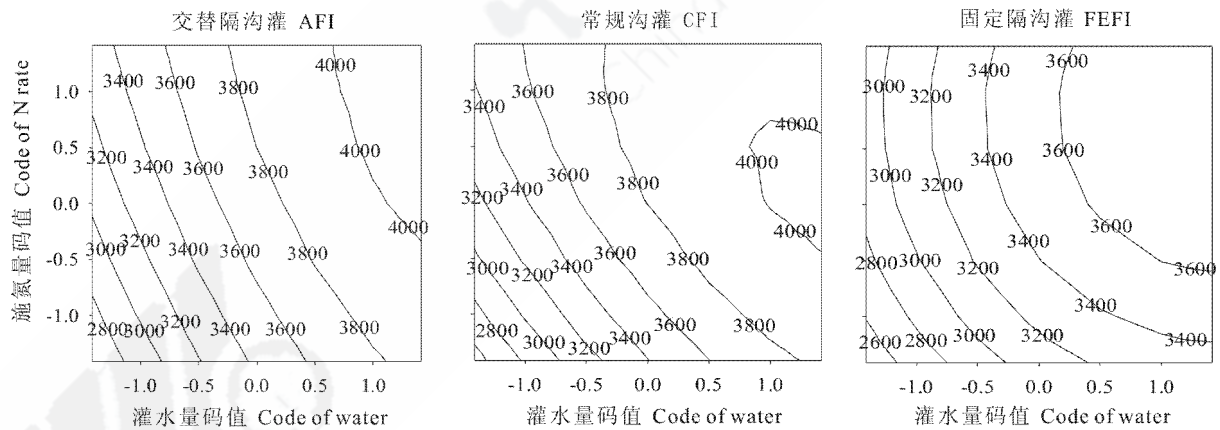 交替隔沟灌 AFI
施氮量码值 Code of N rate
1.0
0.5
0.0
-0.5
-1.0
3400 3600 3800 4000
3200 3400 3600 3800 4000
3000 3200 3400 3600 3800 4000
2800 3000 3200 3400 3600 3800
-1.0 -0.5 0.0 0.5 1.0
灌水量码值 Code of water
常规沟灌 CFI
3400 3600 3800 4000
3200 3400 3600 3800 4000
3000 3200 3400 3600 3800 4000
2800 3000 3200 3400 3600 3800
-1.0 -0.5 0.0 0.5 1.0
灌水量码值 Code of water
固定隔沟灌 FEFI
3000 3200 3400 3600
3000 3200 3400 3600
2800 3000 3200 3400 3600 3600
2600 2800 3000 3200 3400 3400
-1.0 -0.5 0.0 0.5 1.0
灌水量码值 Code of water